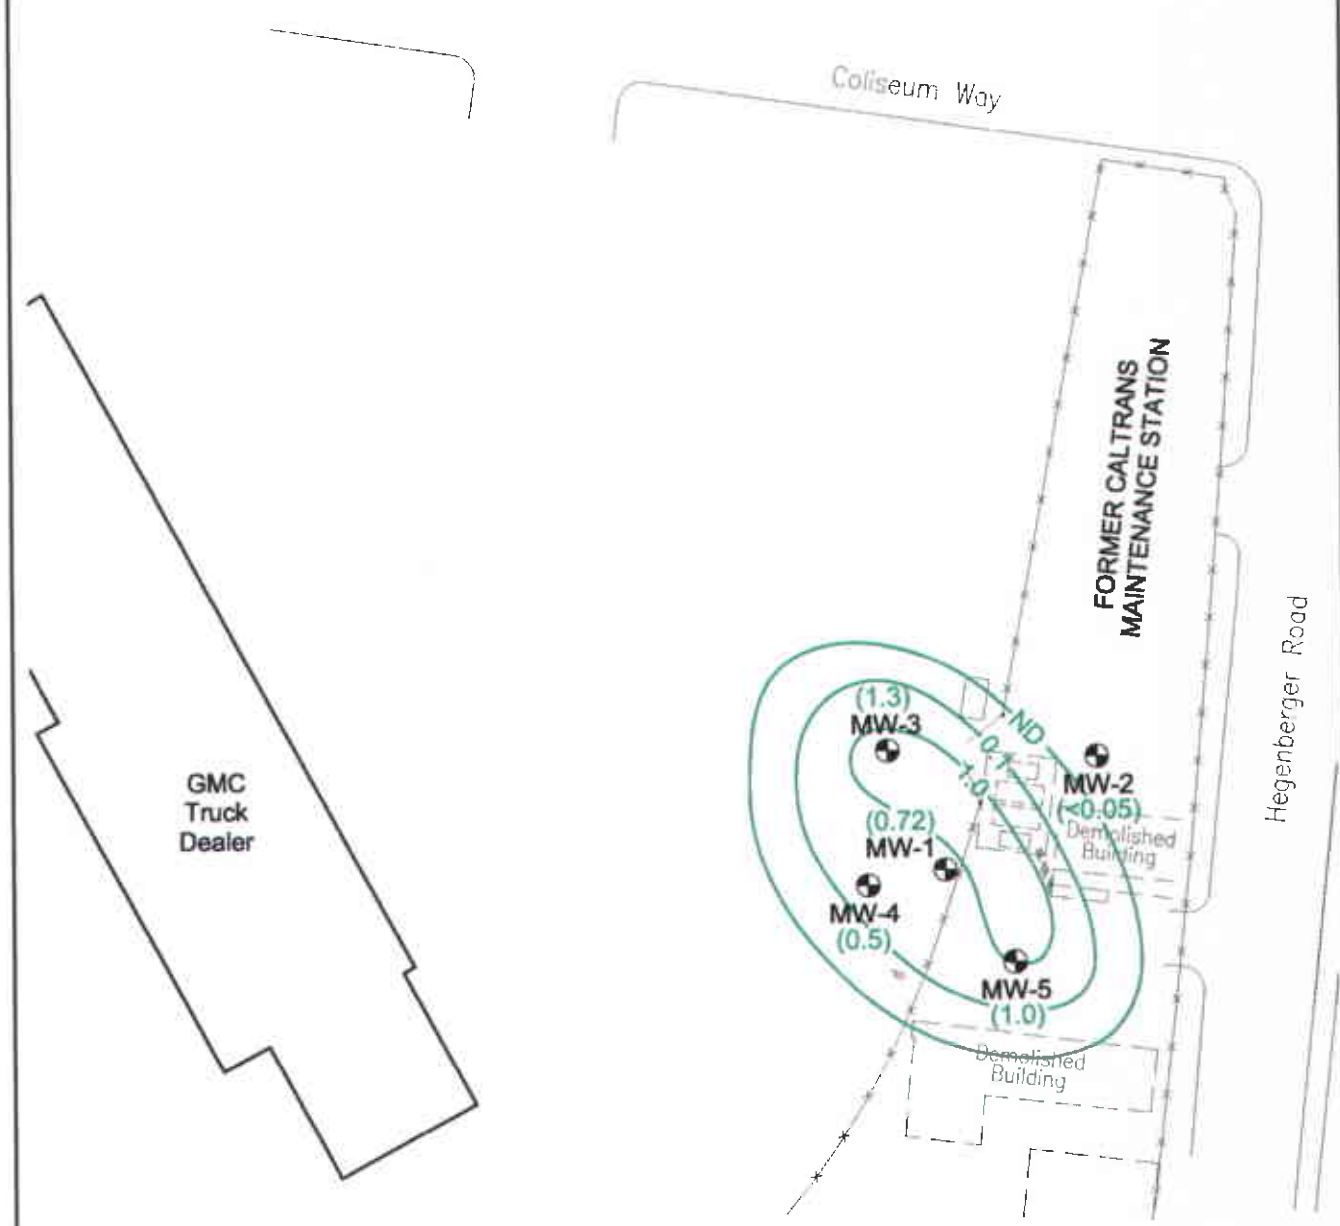 Coliseum Way
FORMER CALTRANS
MAINTENANCE STATION
Hegenberger Road
GMC
Truck
Dealer
ND
0.1
1.0
(1.3)
MW-3
MW-2
(<0.05)
Demolished
Building
(0.72)
MW-1
MW-4
(0.5)
MW-5
(1.0)
Demolished
Building